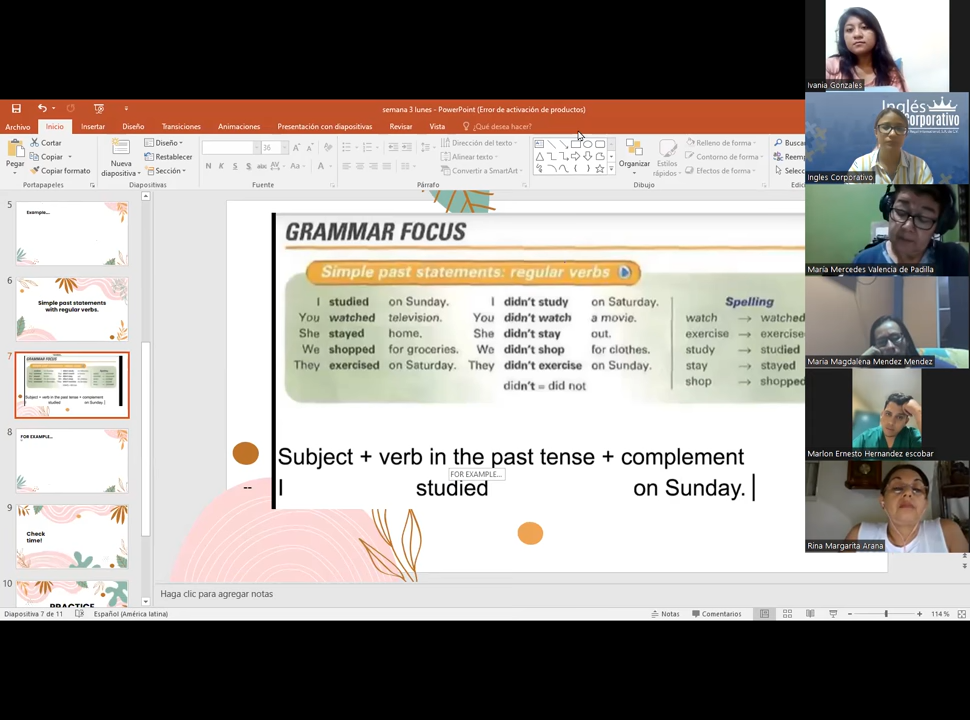 semana 3 lunes - PowerPoint (Error de activación de productos)
Archivo Inicio Insertar Diseño Transiciones Animaciones Presentación con diapositivas Revisar Vista ¿Qué desea hacer?
Pegar
Cortar
Copiar
Copiar formato
Portapapeles
Nueva diapositiva
Diseño
Restablecer
Sección
Diapositivas
36
N K S
Fuente
Dirección del texto
Alinear texto
Convertir a SmartArt
Párrafo
Organizar
Estilos rápidos
Relleno de forma
Contorno de forma
Efectos de forma
Dibujo
5
Example...
6
Simple past statements
with regular verbs.
7
8
FOR EXAMPLE...
9
Check
time!
10
PRACTICE
GRAMMAR FOCUS
Simple past statements: regular verbs
I studied on Sunday. I didn't study on Saturday. Spelling
You watched television. You didn't watch a movie. watch → watched
She stayed home. She didn't stay out. exercise → exercise
We shopped for groceries. We didn't shop for clothes. study → studied
They exercised on Saturday. They didn't exercise on Sunday. stay → stayed
didn't = did not shop → shopped
Subject + verb in the past tense + complement
FOR EXAMPLE...
-- I studied on Sunday.
Haga clic para agregar notas
Diapositiva 7 de 11 Español (América latina) Notas Comentarios 114 %
Ivania Gonzales
Inglés
Corporativo
Ingles Corporativo
María Mercedes Valencia de Padilla
Maria Magdalena Mendez Mendez
Marlon Ernesto Hernandez escobar
Rina Margarita Arana